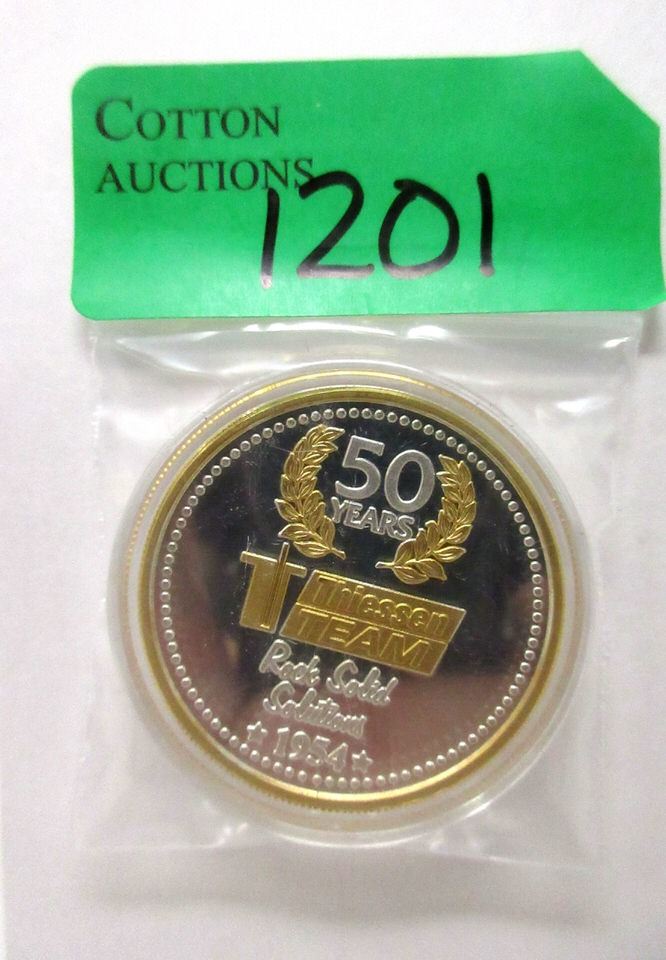 COTTON
AUCTIONS
1201
50
YEARS
T Thiessen
TEAM
Rock Solid
Solutions
1954